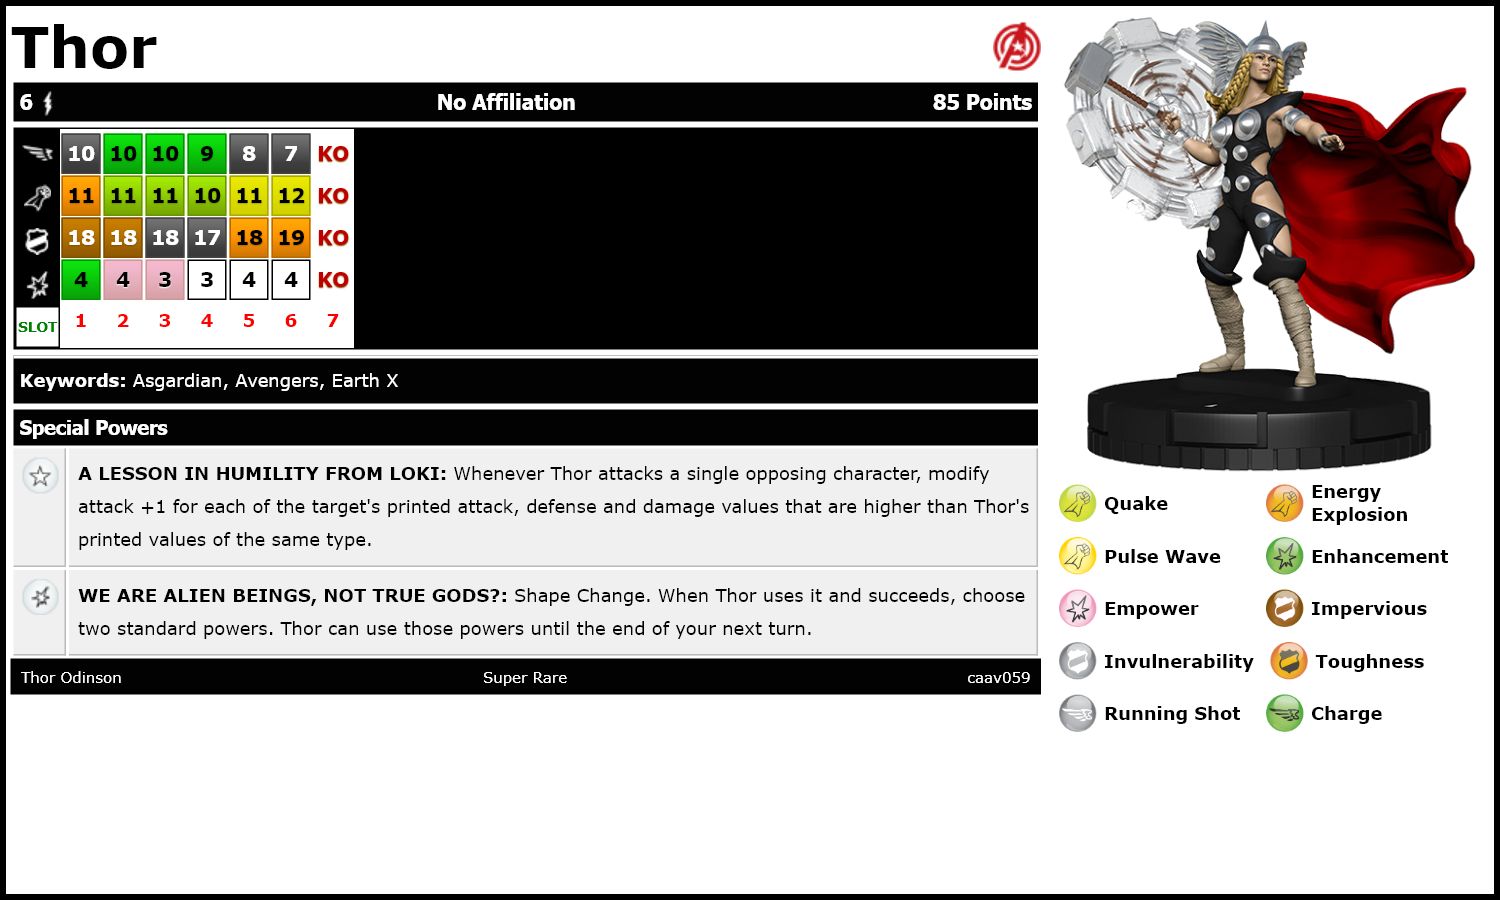 Thor
6 No Affiliation 85 Points
10 10 10 9 8 7 KO
11 11 11 10 11 12 KO
18 18 18 17 18 19 KO
4 4 3 3 4 4 KO
SLOT 1 2 3 4 5 6 7
Keywords: Asgardian, Avengers, Earth X
Special Powers
A LESSON IN HUMILITY FROM LOKI: Whenever Thor attacks a single opposing character, modify
attack +1 for each of the target's printed attack, defense and damage values that are higher than Thor's
printed values of the same type.
WE ARE ALIEN BEINGS, NOT TRUE GODS?: Shape Change. When Thor uses it and succeeds, choose
two standard powers. Thor can use those powers until the end of your next turn.
Thor Odinson Super Rare caav059
Quake
Energy
Explosion
Pulse Wave
Enhancement
Empower
Impervious
Invulnerability
Toughness
Running Shot
Charge